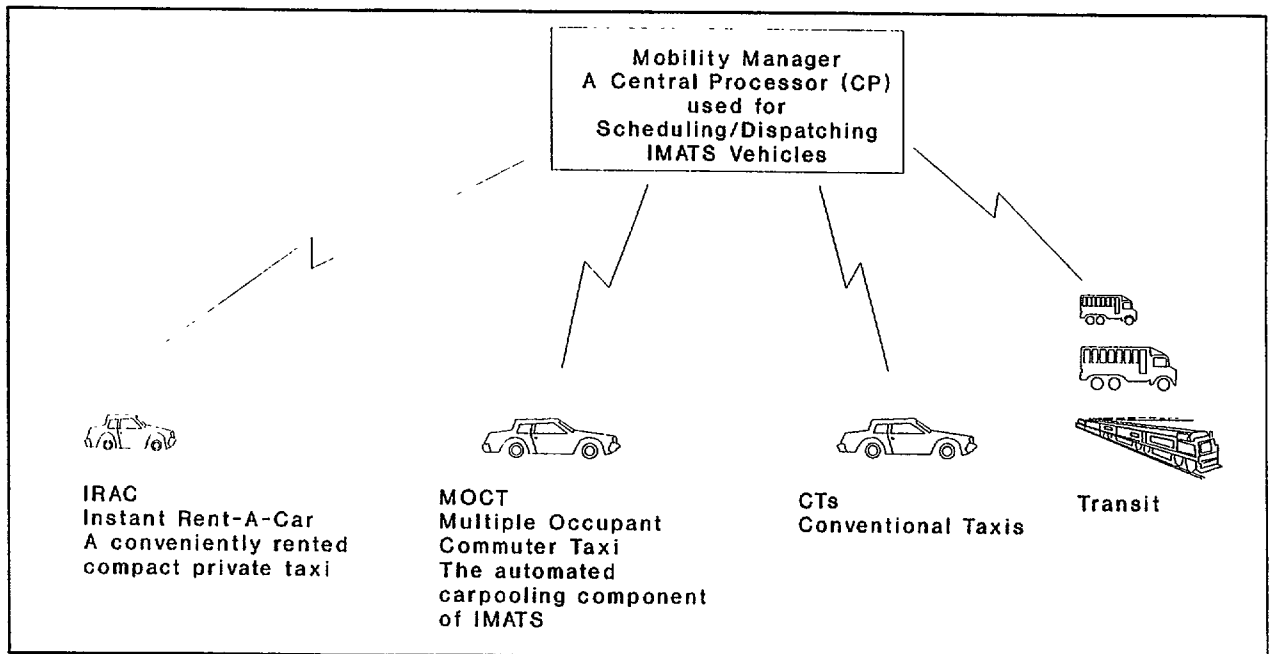 Mobility Manager
A Central Processor (CP)
used for
Scheduling/Dispatching
IMATS Vehicles
IRAC
Instant Rent-A-Car
A conveniently rented
compact private taxi
MOCT
Multiple Occupant
Commuter Taxi
The automated
carpooling component
of IMATS
CTs
Conventional Taxis
Transit